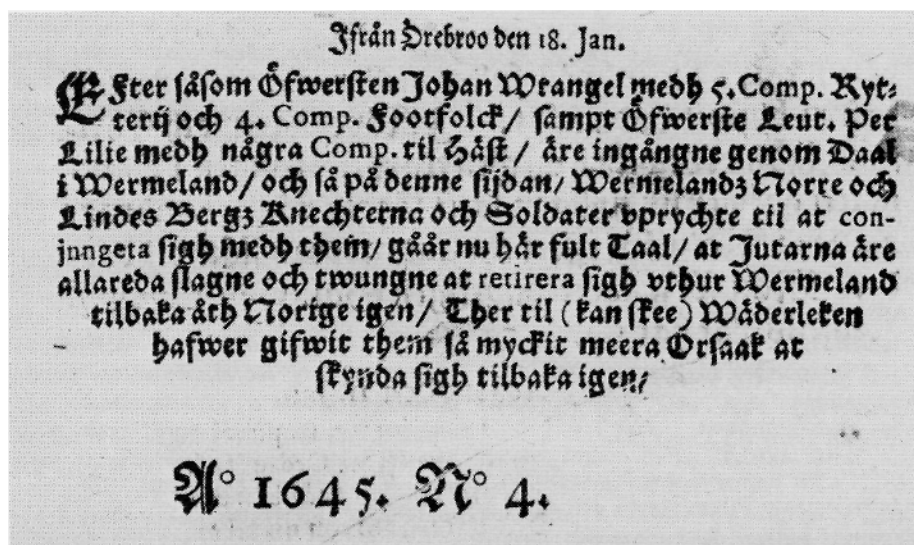 Ifrån Örebroo den 18. Jan.
EFter såsom Öfwersten Johan Wrangel medh 5. Comp. Ryt-
terij och 4. Comp. Footfolck/ sampt Öfwerste Leut. Per
Lilie medh några Comp. til Häst/ äre ingångne genom Daal
i Wermeland/ och så på denne sijdan/ Wermelandz Norre och
Lindes Bergz Knechterna och Soldater vprychte til at con-
jnngeta sigh medh them/ gåår nu här fult Taal/ at Jutarna äre
allareda slagne och twungne at retirera sigh vthur Wermeland
tilbaka åth Norige igen/ Ther til (kan skee) Wäderleken
hafwer gifwit them så myckit meera Orsaak at
skynda sigh tilbaka igen/
A° 1645. N° 4.